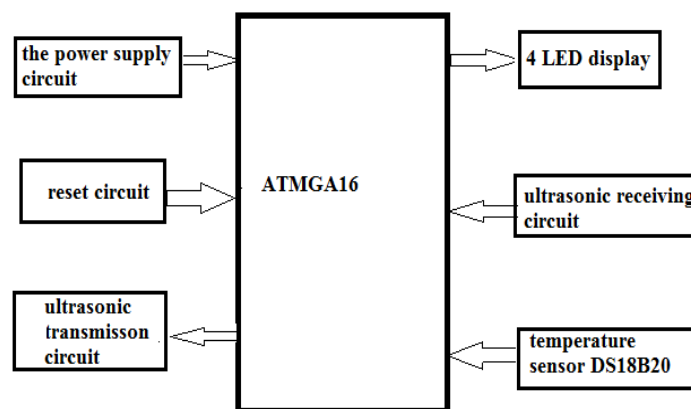 the power supply
circuit
4 LED display
reset circuit
ATMGA16
ultrasonic receiving
circuit
ultrasonic
transmisson
circuit
temperature
sensor DS18B20